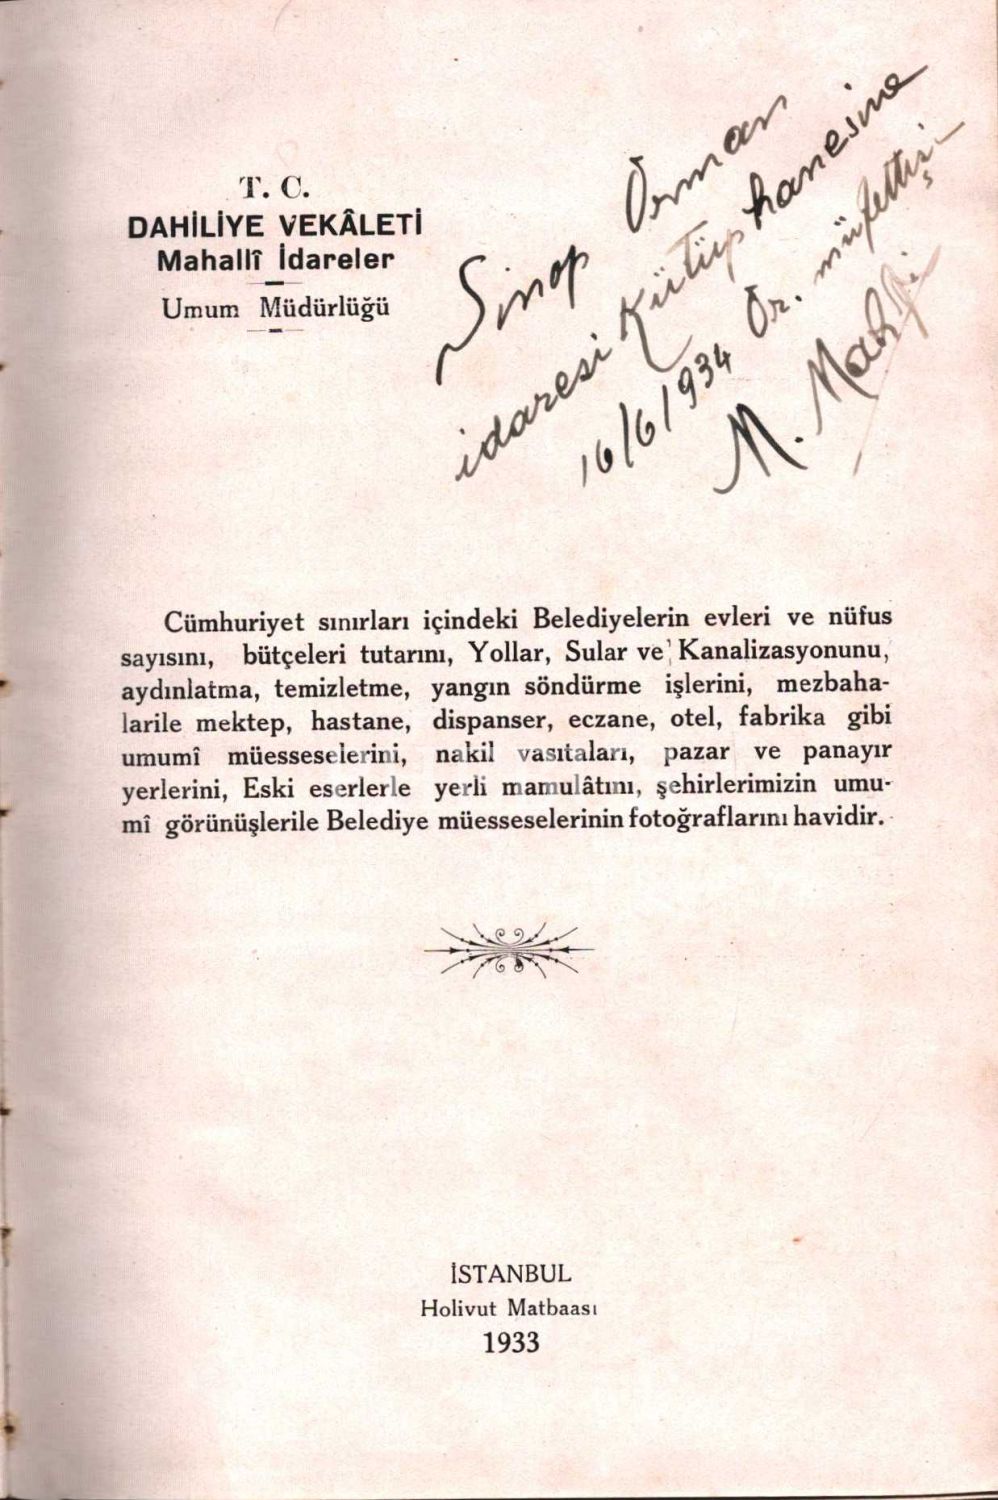 T. C.
DAHİLİYE VEKÂLETİ
Mahallî İdareler
Umum Müdürlüğü
Sinop Orman
idaresi Kütüphanesine
16/6/934 Or. müfettişi
M.
Cümhuriyet sınırları içindeki Belediyelerin evleri ve nüfus
sayısını, bütçeleri tutarını, Yollar, Sular ve Kanalizasyonunu,
aydınlatma, temizletme, yangın söndürme işlerini, mezbaha-
larile mektep, hastane, dispanser, eczane, otel, fabrika gibi
umumî müesseselerini, nakil vasıtaları, pazar ve panayır
yerlerini, Eski eserlerle yerli mamulâtını, şehirlerimizin umu-
mî görünüşlerile Belediye müesseselerinin fotoğraflarını havidir.
İSTANBUL
Holivut Matbaası
1933